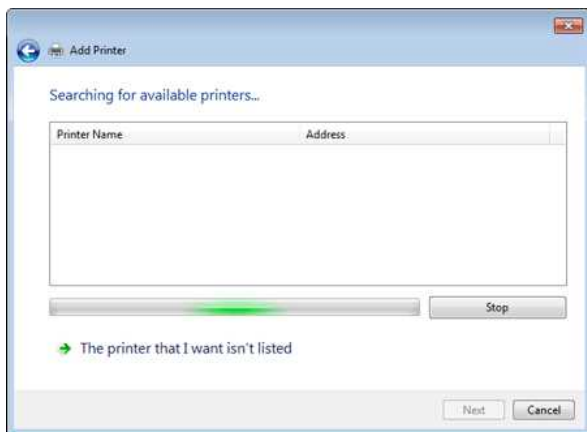 Add Printer
Searching for available printers...
Printer Name Address
Stop
The printer that I want isn't listed
Next Cancel